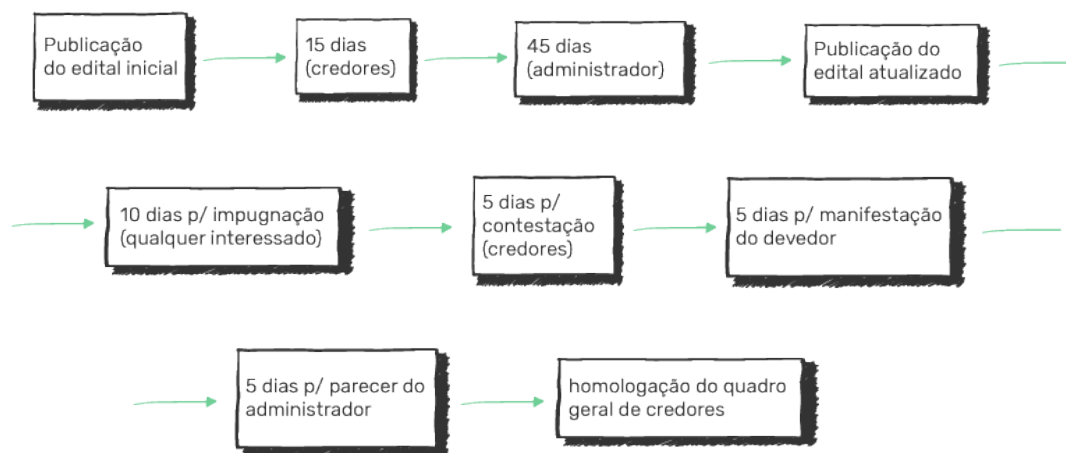 Publicação
do edital inicial
15 dias
(credores)
45 dias
(administrador)
Publicação do
edital atualizado
10 dias p/ impugnação
(qualquer interessado)
5 dias p/
contestação
(credores)
5 dias p/ manifestação
do devedor
5 dias p/ parecer do
administrador
homologação do quadro
geral de credores